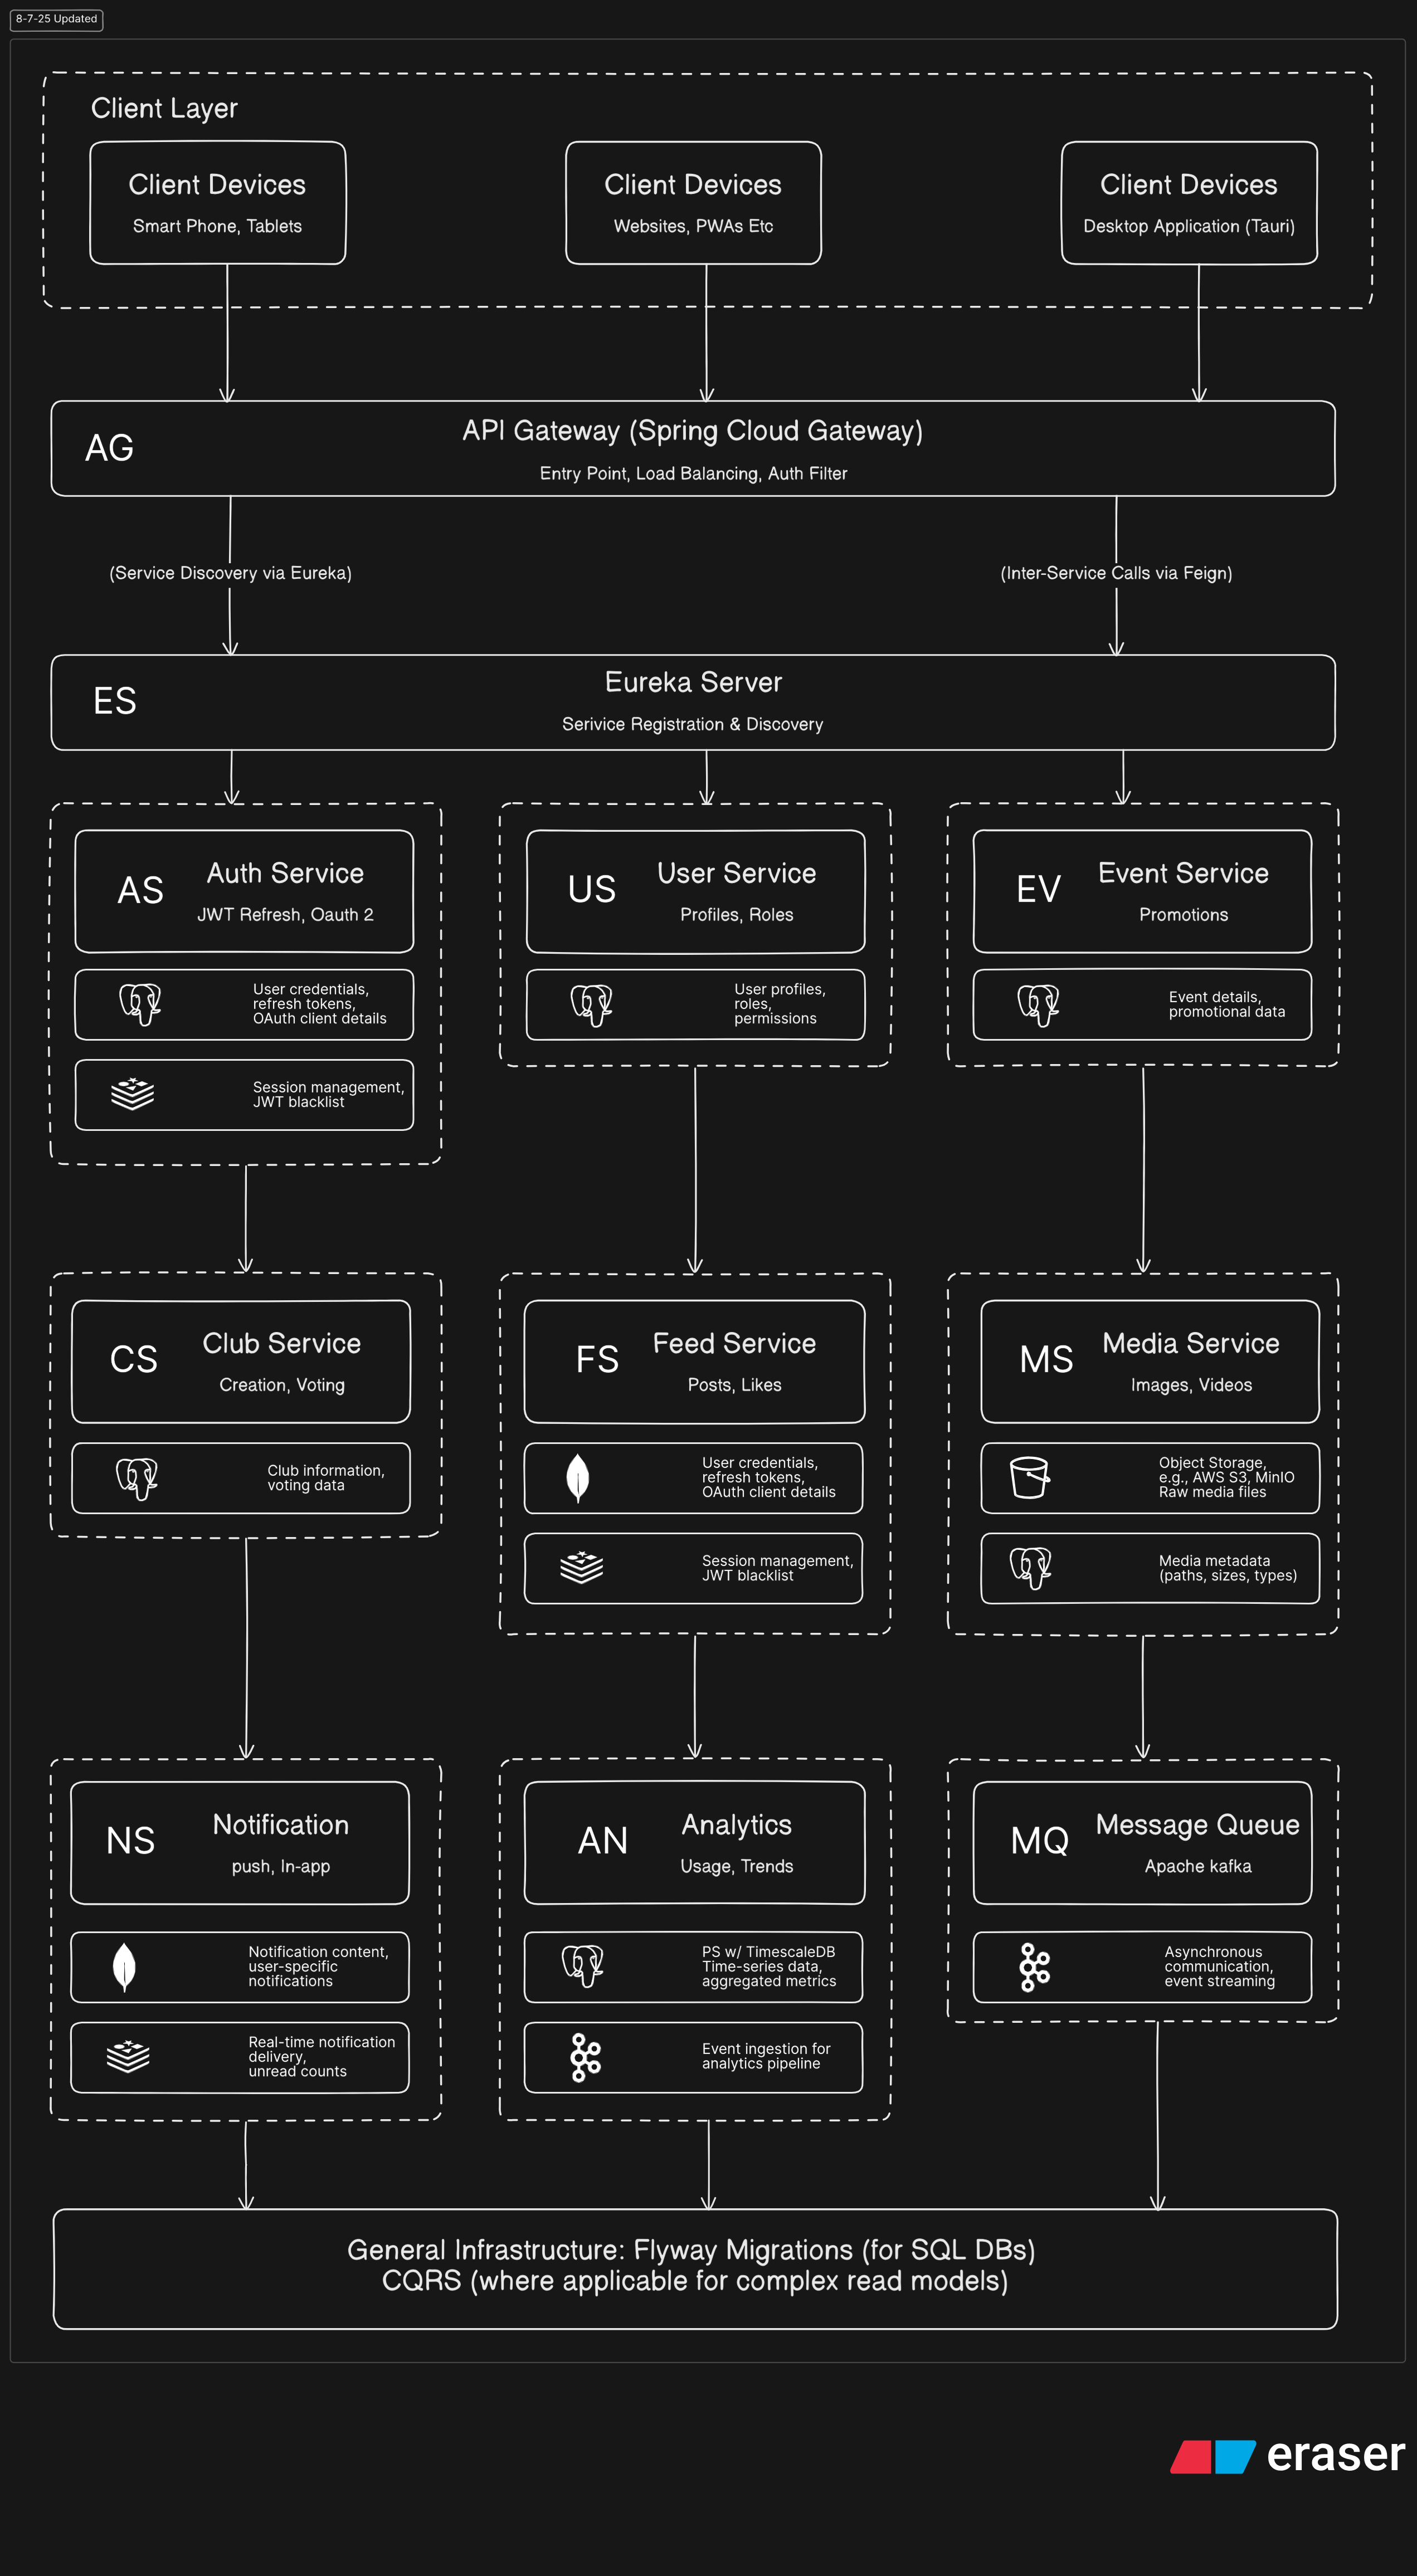 8-7-25 Updated
Client Layer
Client Devices
Smart Phone, Tablets
Client Devices
Websites, PWAs Etc
Client Devices
Desktop Application (Tauri)
AG
API Gateway (Spring Cloud Gateway)
Entry Point, Load Balancing, Auth Filter
(Service Discovery via Eureka)
(Inter-Service Calls via Feign)
ES
Eureka Server
Serivice Registration & Discovery
AS
Auth Service
JWT Refresh, Oauth 2
User credentials,
refresh tokens,
OAuth client details
Session management,
JWT blacklist
US
User Service
Profiles, Roles
User profiles,
roles,
permissions
EV
Event Service
Promotions
Event details,
promotional data
CS
Club Service
Creation, Voting
Club information,
voting data
FS
Feed Service
Posts, Likes
User credentials,
refresh tokens,
OAuth client details
Session management,
JWT blacklist
MS
Media Service
Images, Videos
Object Storage,
e.g., AWS S3, MinIO
Raw media files
Media metadata
(paths, sizes, types)
NS
Notification
push, In-app
Notification content,
user-specific
notifications
Real-time notification
delivery,
unread counts
AN
Analytics
Usage, Trends
PS w/ TimescaleDB
Time-series data,
aggregated metrics
Event ingestion for
analytics pipeline
MQ
Message Queue
Apache kafka
Asynchronous
communication,
event streaming
General Infrastructure: Flyway Migrations (for SQL DBs)
CQRS (where applicable for complex read models)
eraser